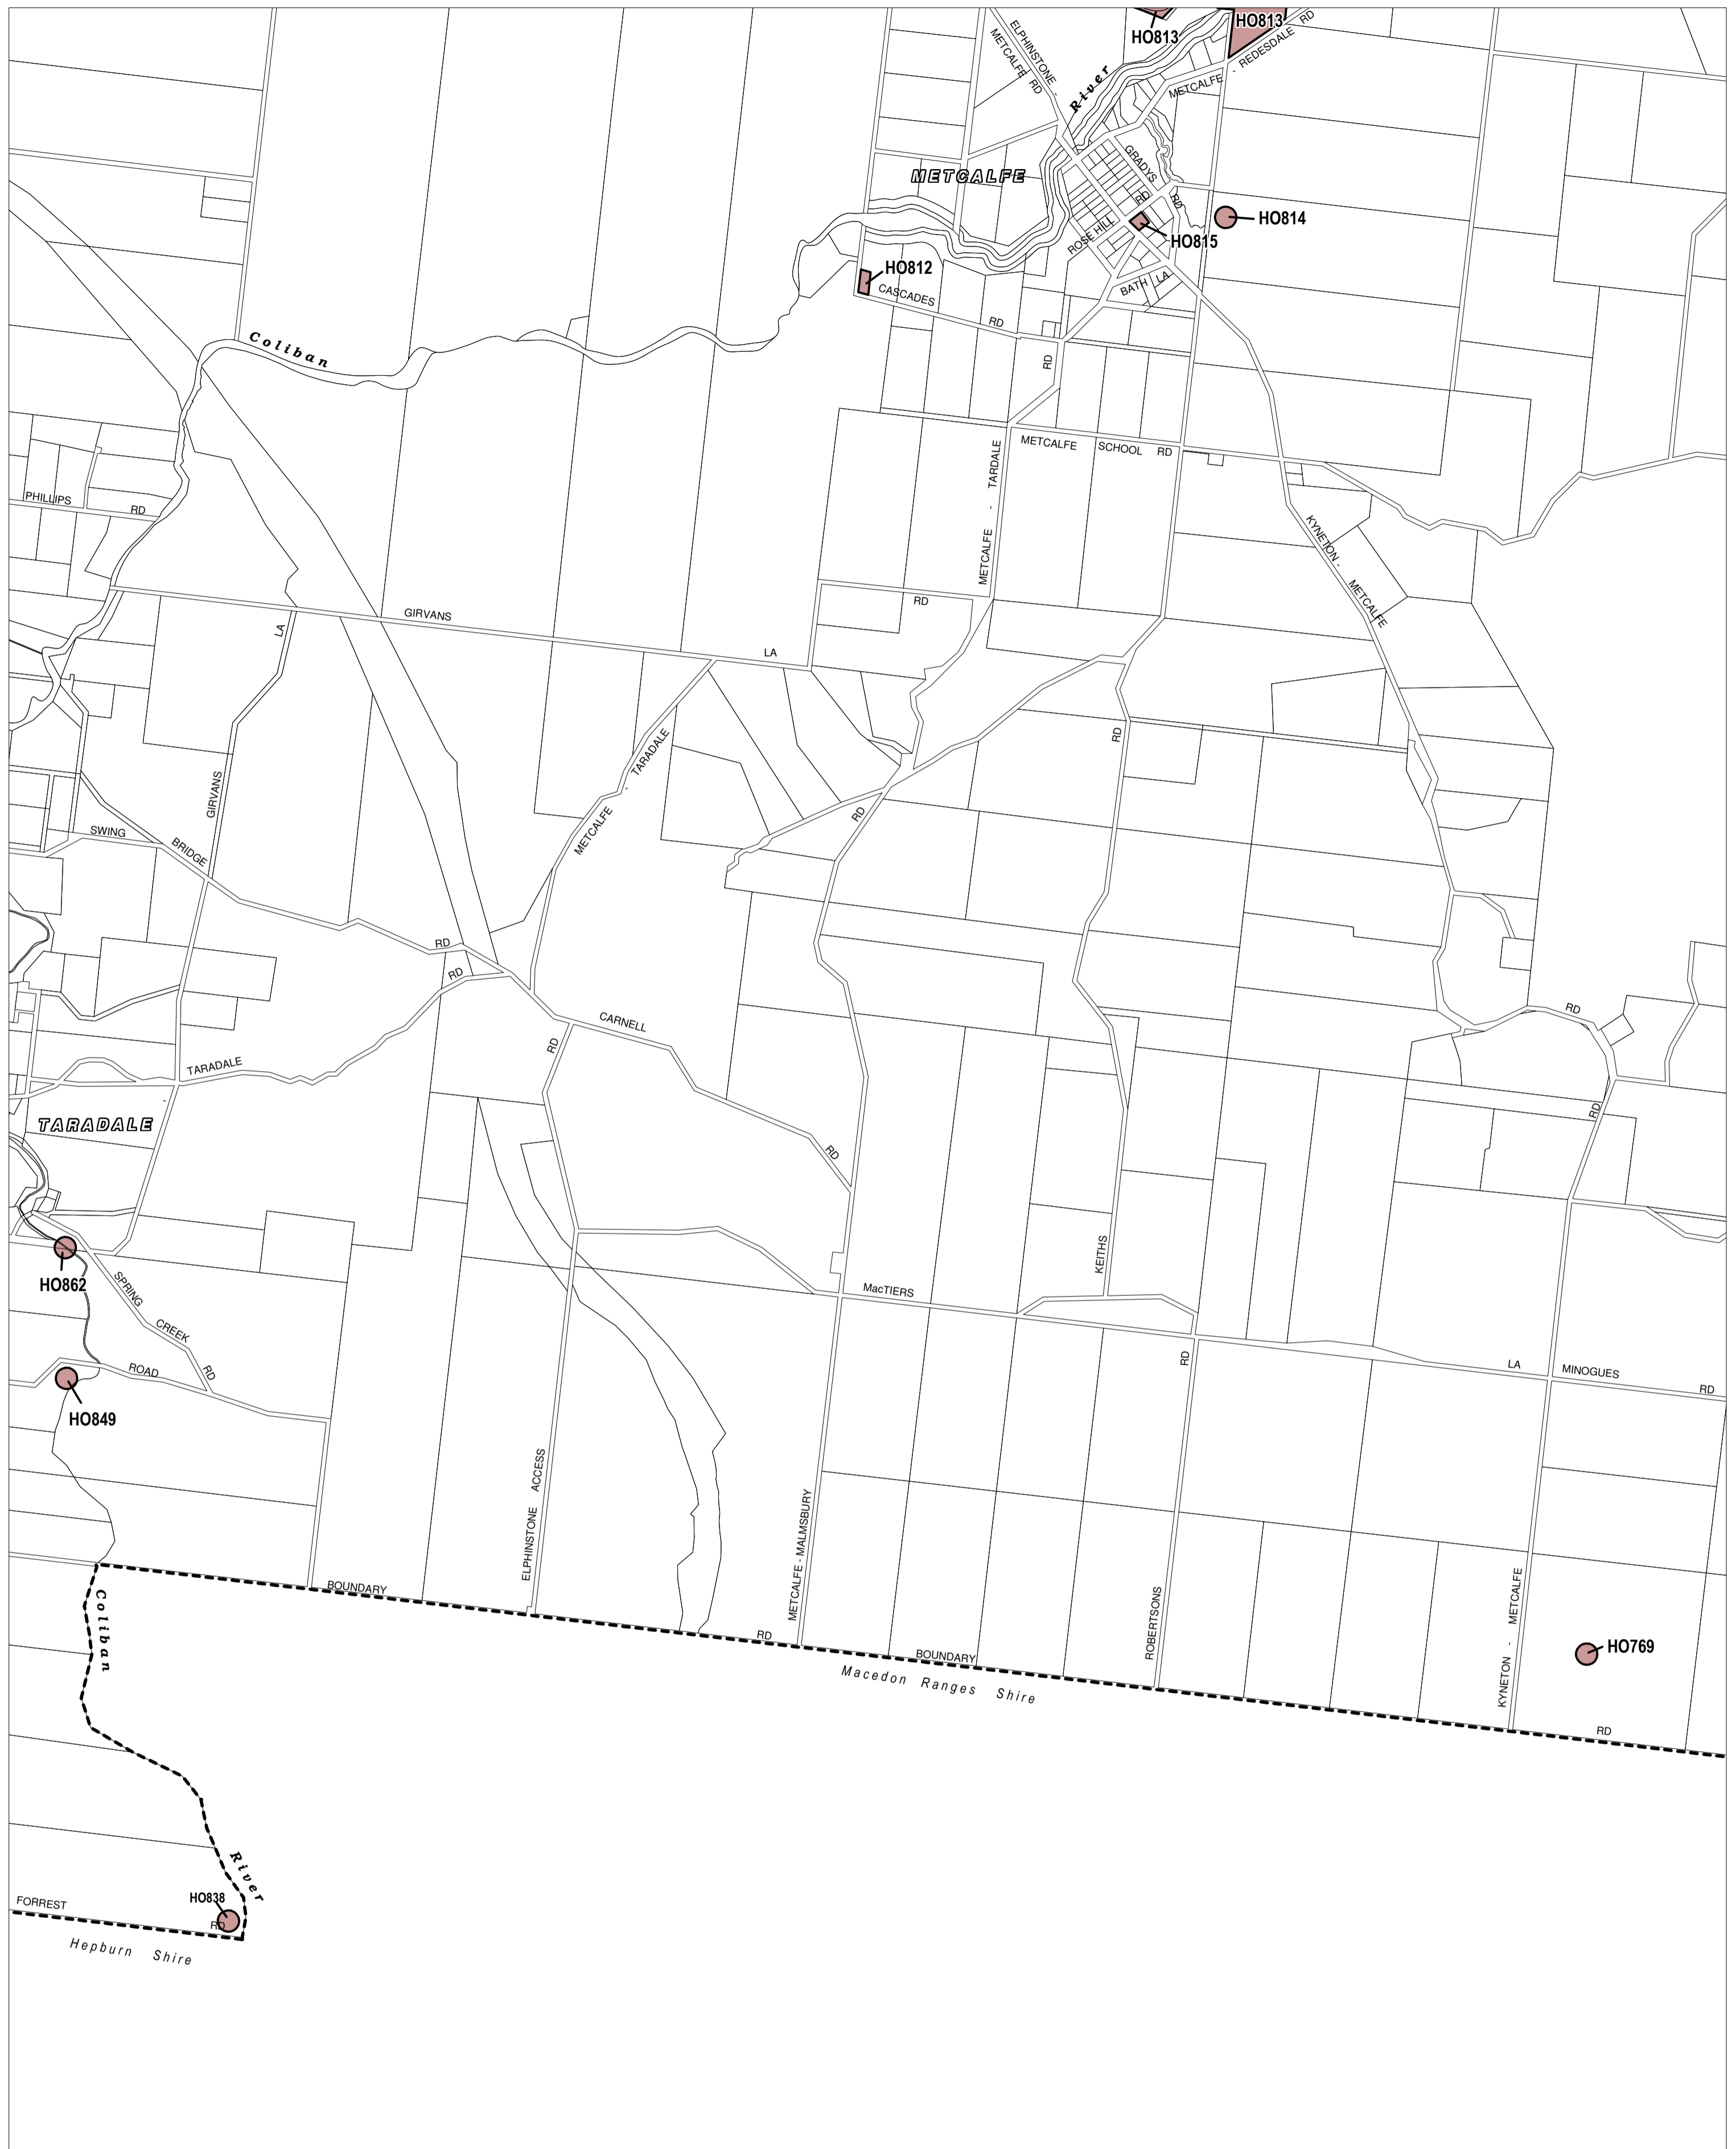 HO813
HO813
ELPHINSTONE -
METCALFE RD
METCALFE - REDESDALE RD
River
METCALFE
GRADYS
RD
RD
HO814
HO815
ROSE HILL
BATH LA
HO812
CASCADES
RD
RD
Coliban
METCALFE SCHOOL RD
METCALFE - TARDALE
PHILLIPS
RD
KYNETON - METCALFE
RD
GIRVANS
LA
LA
GIRVANS
METCALFE - TARADALE
RD
RD
SWING
BRIDGE
RD
RD
CARNELL
RD
RD
RD
TARADALE
-
TARADALE
RD
KEITHS
HO862
SPRING
CREEK
RD
MacTIERS
LA
MINOGUES
RD
ROAD
RD
HO849
ELPHINSTONE ACCESS
METCALFE - MALMSBURY
ROBERTSONS
KYNETON - METCALFE
BOUNDARY
RD
BOUNDARY
RD
Macedon Ranges Shire
HO769
Coliban
River
HO838
FORREST
RD
Hepburn Shire